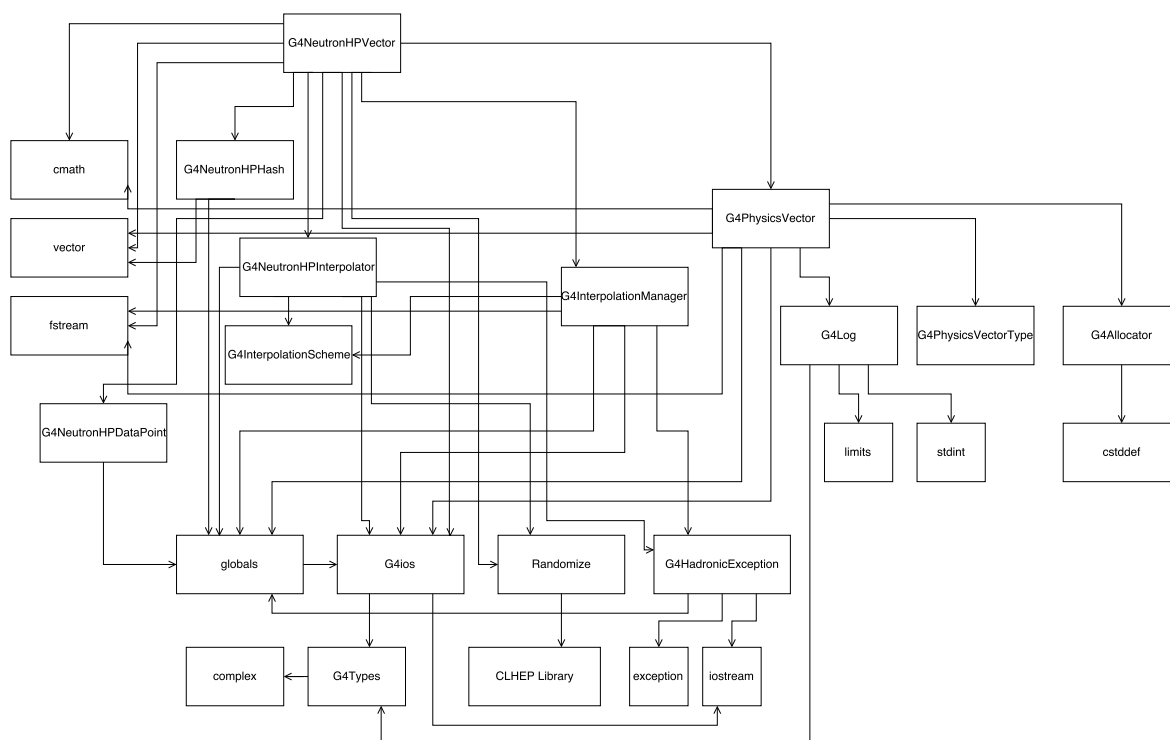 G4NeutronHPVector
cmath
G4NeutronHPHash
G4PhysicsVector
vector
G4NeutronHPInterpolator
G4InterpolationManager
fstream
G4InterpolationScheme
G4Log
G4PhysicsVectorType
G4Allocator
G4NeutronHPDataPoint
limits
stdint
cstddef
globals
G4ios
Randomize
G4HadronicException
complex
G4Types
CLHEP Library
exception
iostream